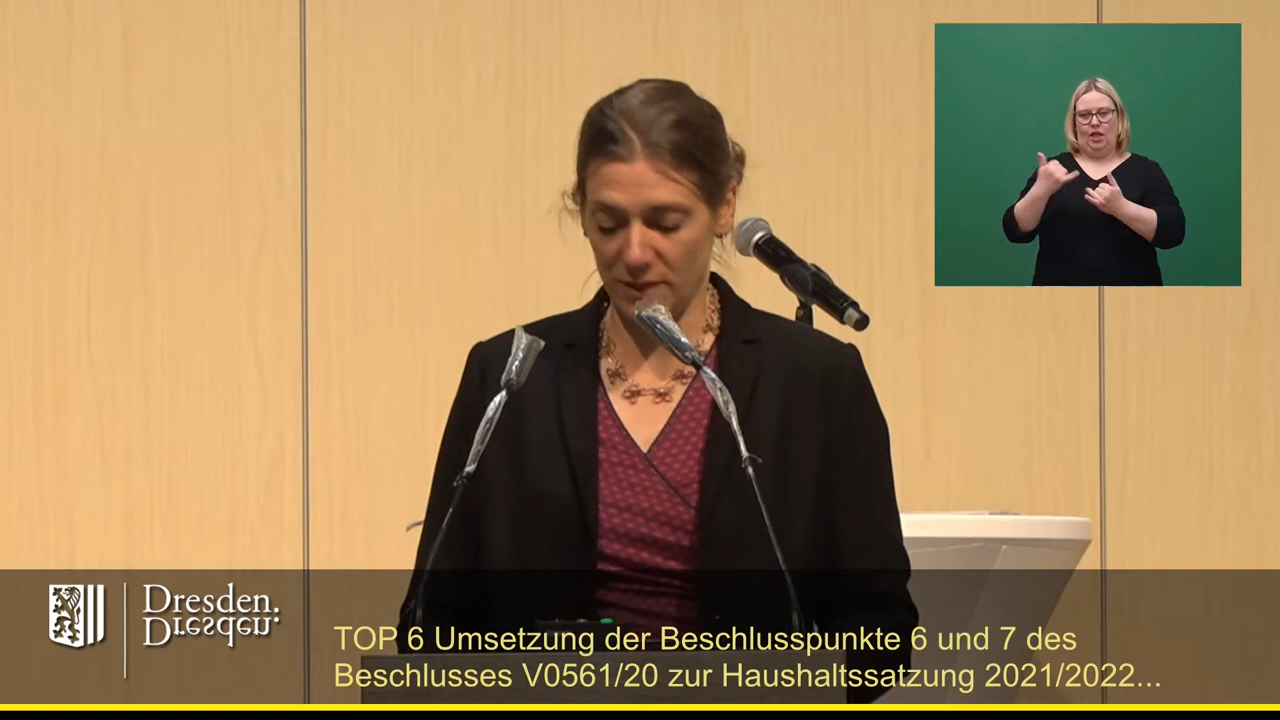 Dresden.
Dresden.
TOP 6 Umsetzung der Beschlusspunkte 6 und 7 des
Beschlusses V0561/20 zur Haushaltssatzung 2021/2022...